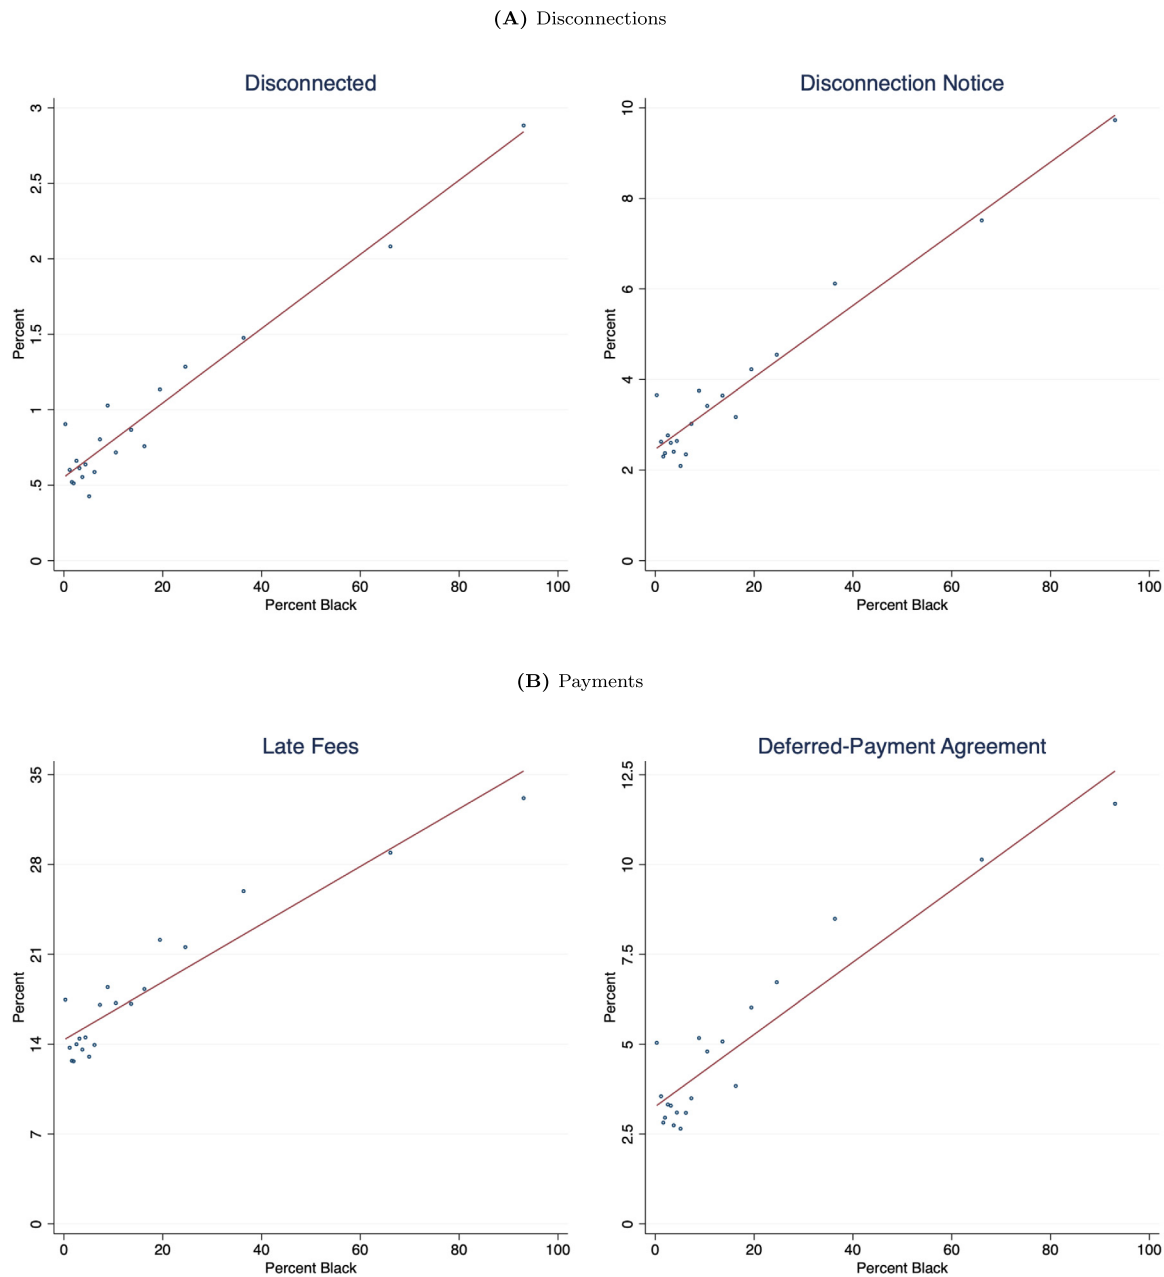 (A) Disconnections
Disconnected
Percent
3
2.5
2
1.5
1
.5
0
0 20 40 60 80 100
Percent Black
Disconnection Notice
Percent
10
8
6
4
2
0
0 20 40 60 80 100
Percent Black
(B) Payments
Late Fees
Percent
35
28
21
14
7
0
0 20 40 60 80 100
Percent Black
Deferred-Payment Agreement
Percent
12.5
10
7.5
5
2.5
0
0 20 40 60 80 100
Percent Black